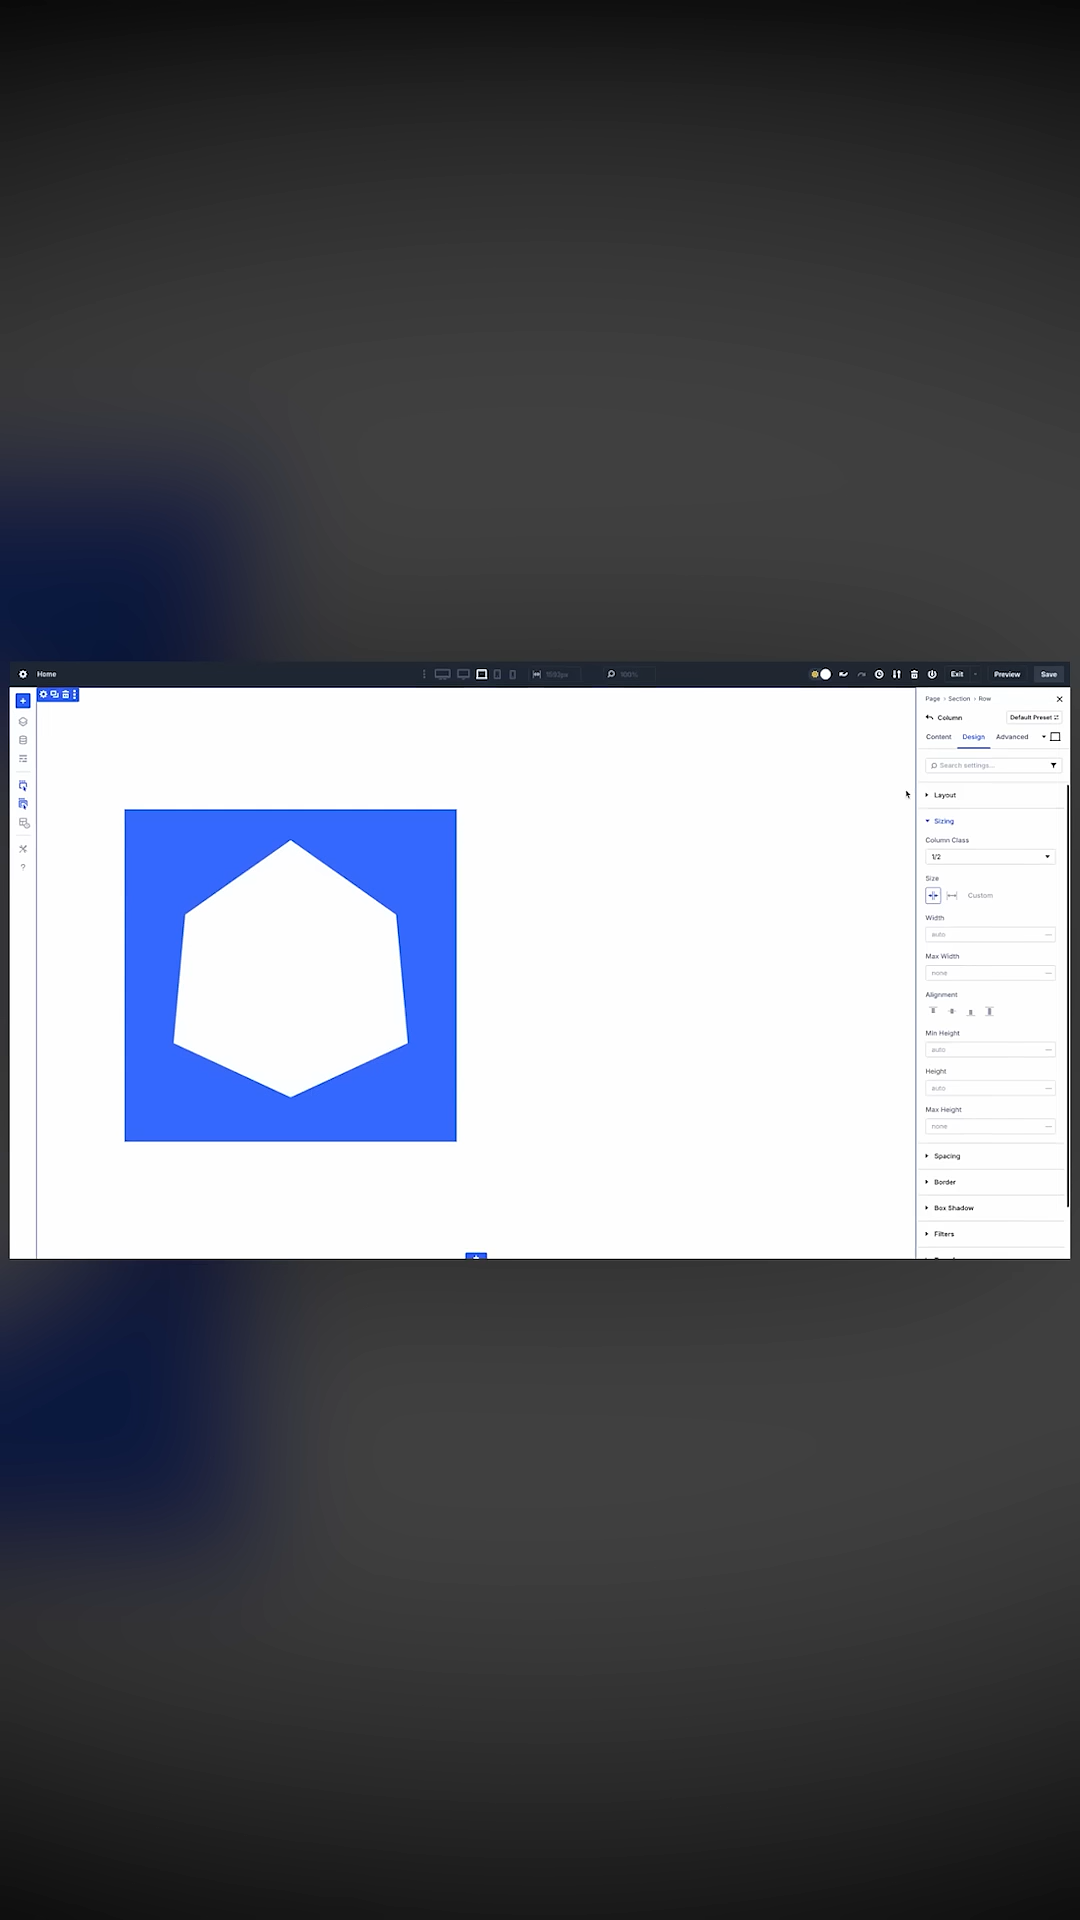 Home
1593px
100%
Exit
Preview
Save
Page > Section > Row
Column
Default Preset
Content
Design
Advanced
Search settings...
Layout
Sizing
Column Class
1/2
Size
Custom
Width
auto
Max Width
none
Alignment
Min Height
auto
Height
auto
Max Height
none
Spacing
Border
Box Shadow
Filters